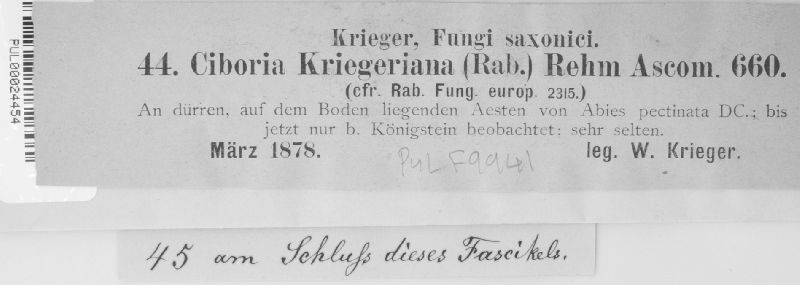 PUL00024454
Krieger, Fungi saxonici.
44. Ciboria Kriegeriana (Rab.) Rehm Ascom. 660.
(cfr. Rab. Fung. europ. 2315.)
An dürren, auf dem Boden liegenden Aesten von Abies pectinata DC.; bis
jetzt nur b. Königstein beobachtet: sehr selten.
März 1878. leg. W. Krieger.
PUL F9941
45 am Schluß dieses Fascikels.